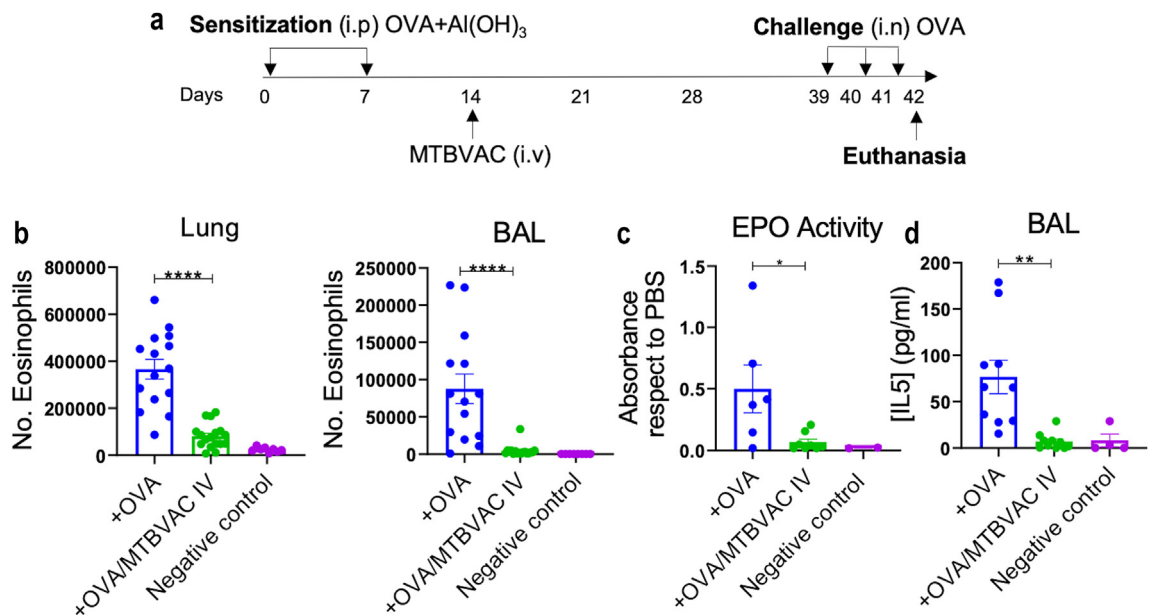 a
Sensitization (i.p) OVA+Al(OH)₃
Challenge (i.n) OVA
Days 0 7 14 21 28 39 40 41 42
MTBVAC (i.v)
Euthanasia
b
Lung
No. Eosinophils
800000
600000
400000
200000
0
****
+OVA
+OVA/MTBVAC IV
Negative control
BAL
No. Eosinophils
250000
200000
150000
100000
50000
0
****
+OVA
+OVA/MTBVAC IV
Negative control
c
EPO Activity
Absorbance
respect to PBS
1.5
1.0
0.5
0.0
*
+OVA
+OVA/MTBVAC IV
Negative control
d
BAL
[IL5] (pg/ml)
200
150
100
50
0
**
+OVA
+OVA/MTBVAC IV
Negative control